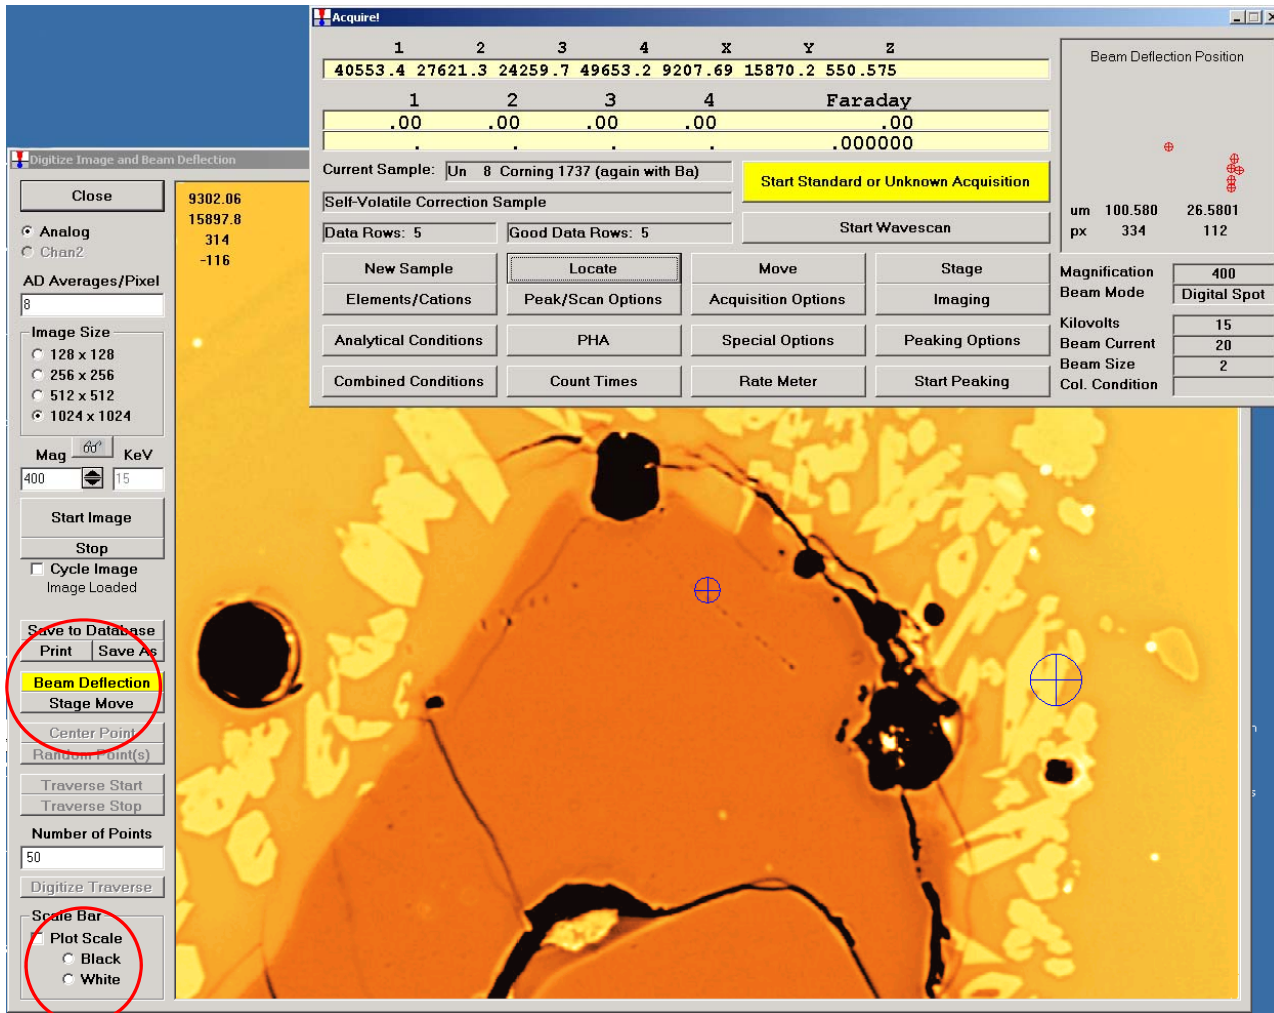 Acquire!
1 2 3 4 X Y Z
40553.4 27621.3 24259.7 49653.2 9207.69 15870.2 550.575
1 2 3 4 Faraday
.00 .00 .00 .00 .00
. . . . .000000
Current Sample: Un 8 Corning 1737 (again with Ba)
Start Standard or Unknown Acquisition
Self-Volatile Correction Sample
Data Rows: 5 Good Data Rows: 5
Start Wavescan
New Sample Locate Move Stage
Elements/Cations Peak/Scan Options Acquisition Options Imaging
Analytical Conditions PHA Special Options Peaking Options
Combined Conditions Count Times Rate Meter Start Peaking
Beam Deflection Position
um 100.580 26.5801
px 334 112
Magnification 400
Beam Mode Digital Spot
Kilovolts 15
Beam Current 20
Beam Size 2
Col. Condition
Digitize Image and Beam Deflection
Close
Analog
Chan2
AD Averages/Pixel
8
Image Size
128 x 128
256 x 256
512 x 512
1024 x 1024
Mag KeV
400 15
Start Image
Stop
Cycle Image
Image Loaded
Save to Database
Print Save As
Beam Deflection
Stage Move
Center Point
Random Point(s)
Traverse Start
Traverse Stop
Number of Points
50
Digitize Traverse
Scale Bar
Plot Scale
Black
White
9302.06
15897.8
314
-116